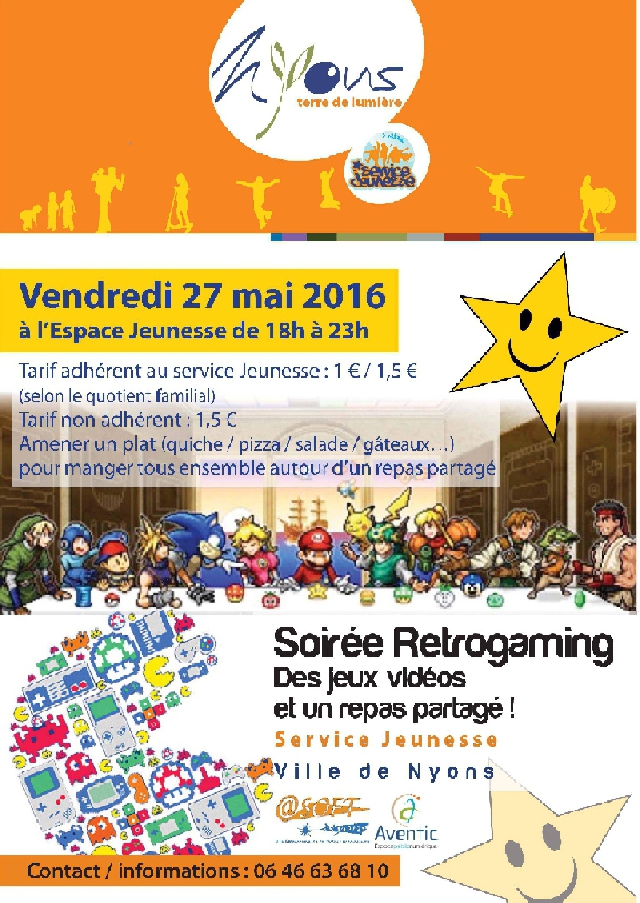 Nyons
terre de lumière
Service
Jeunesse
Vendredi 27 mai 2016
à l'Espace Jeunesse de 18h à 23h
Tarif adhérent au service Jeunesse : 1 € / 1,5 €
(selon le quotient familial)
Tarif non adhérent : 1,5 €
Amener un plat (quiche / pizza / salade / gâteaux...)
pour manger tous ensemble autour d'un repas partagé
Soirée Retrogaming
Des jeux vidéos
et un repas partagé !
Service Jeunesse
Ville de Nyons
Aventic
Contact / informations : 06 46 63 68 10